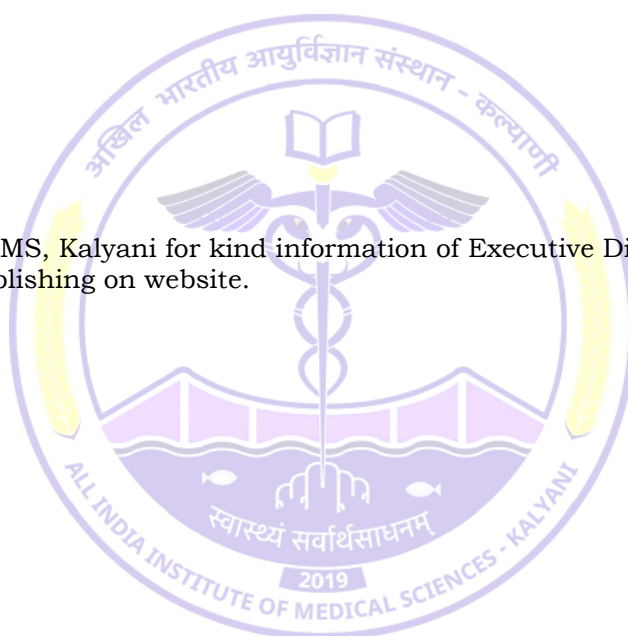 अखिल भारतीय आयुर्विज्ञान संस्थान - कल्याणी
MS, Kalyani for kind information of Executive Di
blishing on website.
स्वास्थ्यं सर्वार्थसाधनम्
2019
ALL INDIA INSTITUTE OF MEDICAL SCIENCES - KALYANI